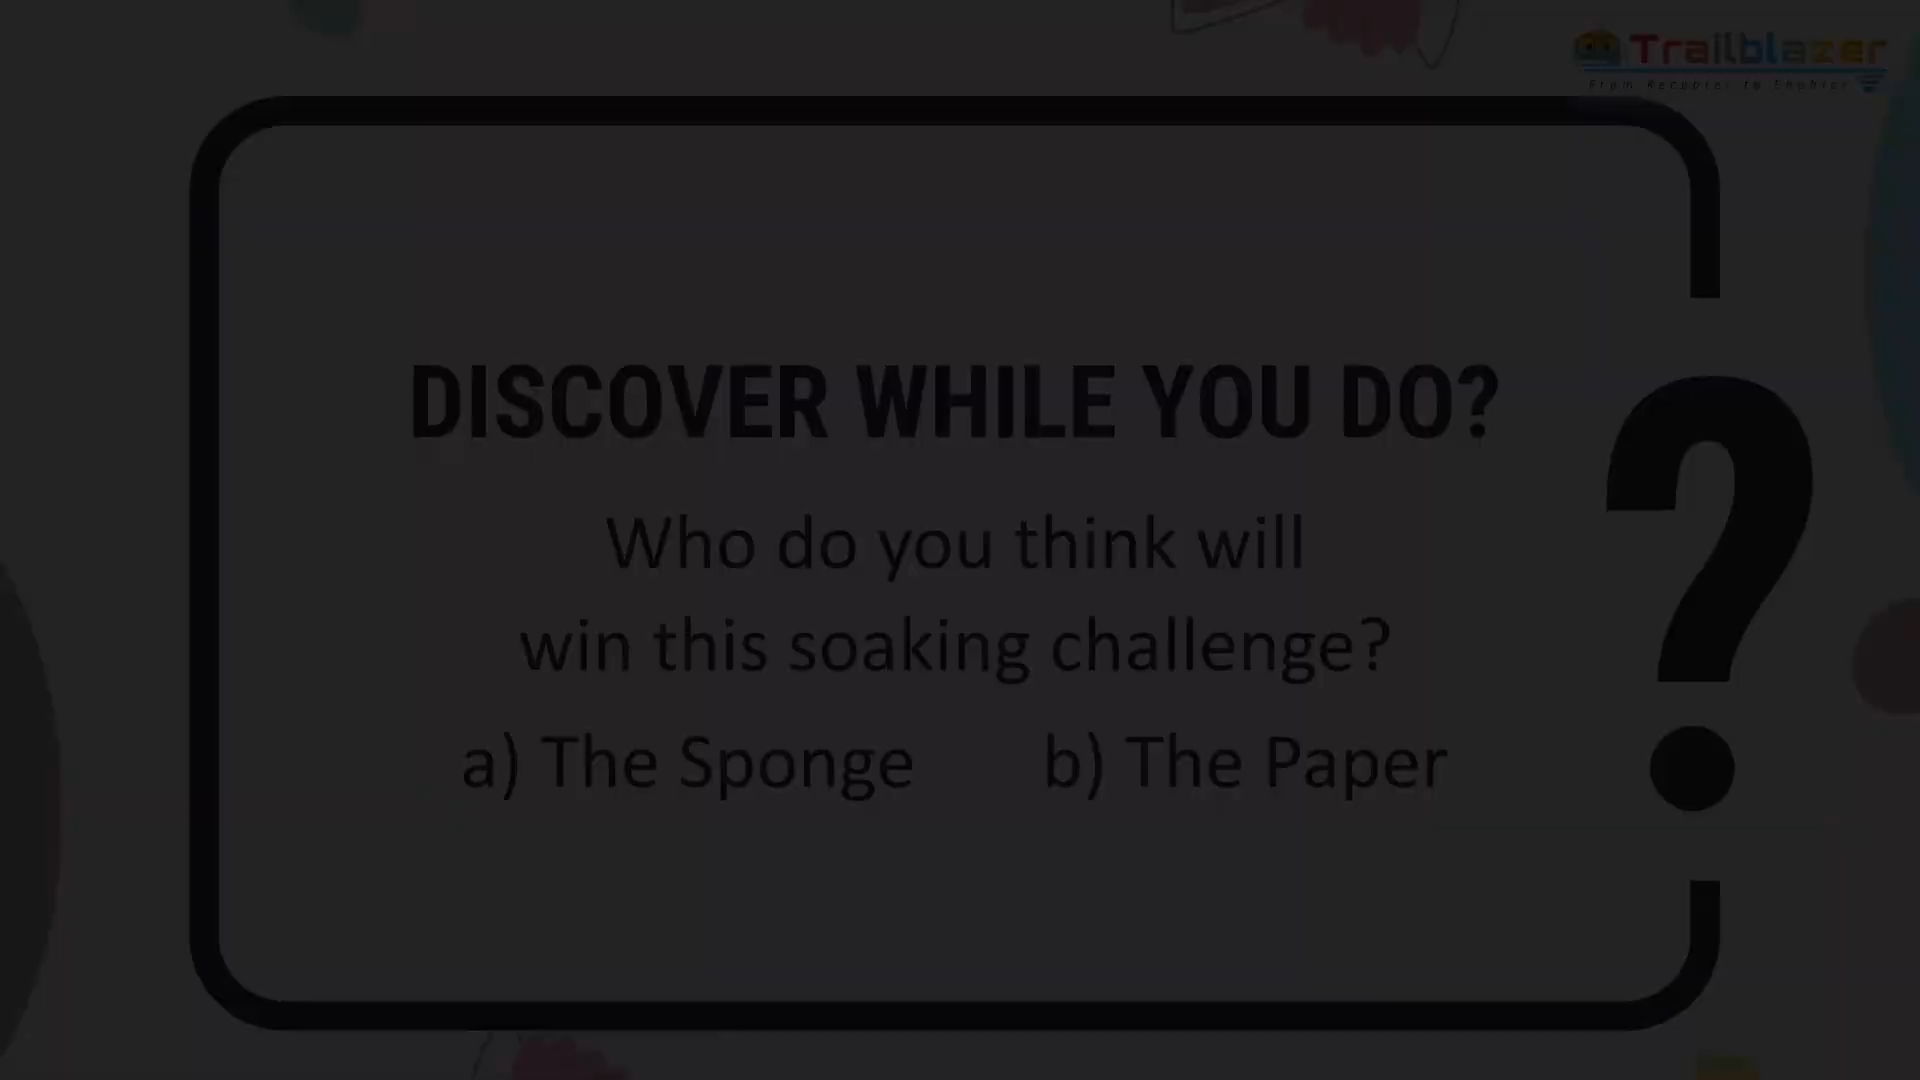 Trailblazer
DISCOVER WHILE YOU DO?
Who do you think will
win this soaking challenge?
a) The Sponge b) The Paper
?